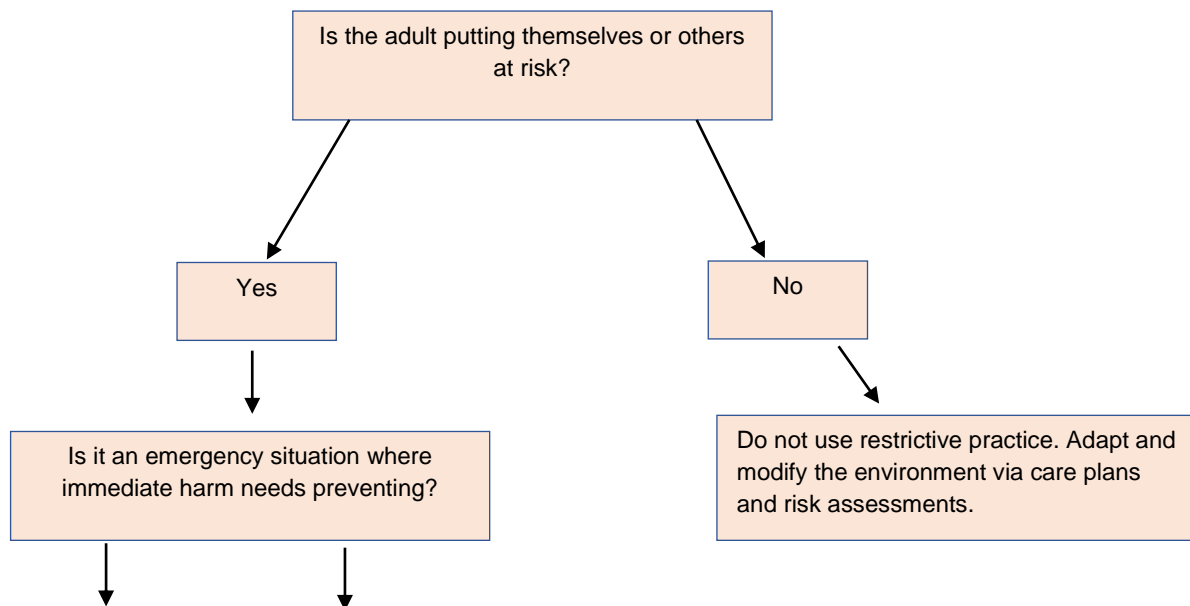 Is the adult putting themselves or others
at risk?
Yes
No
Is it an emergency situation where
immediate harm needs preventing?
Do not use restrictive practice. Adapt and
modify the environment via care plans
and risk assessments.